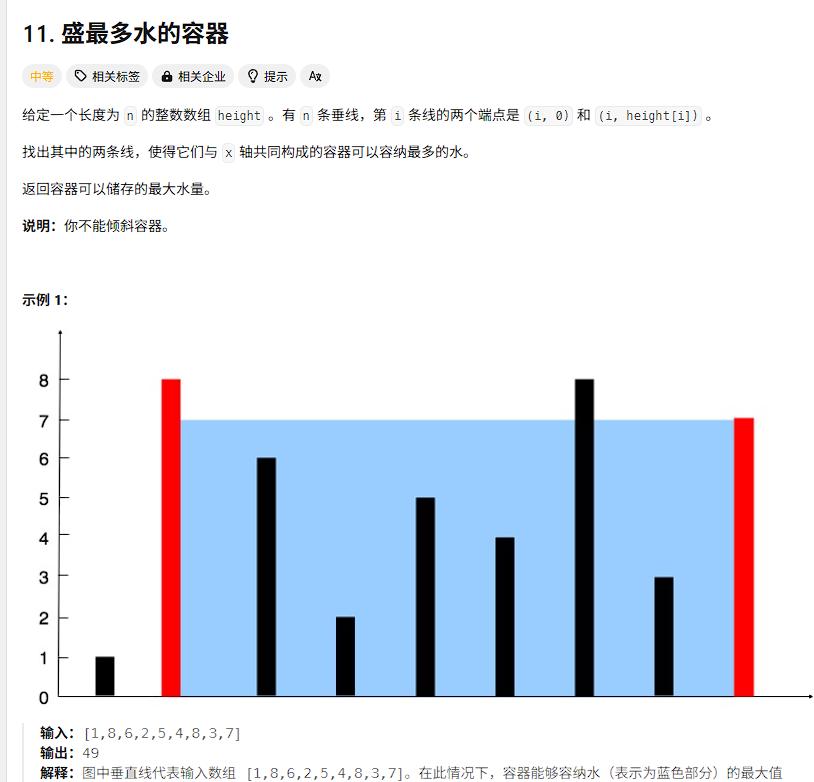 11. 盛最多水的容器
中等 相关标签 相关企业 提示 Aあ
给定一个长度为 n 的整数数组 height 。有 n 条垂线，第 i 条线的两个端点是 (i, 0) 和 (i, height[i]) 。
找出其中的两条线，使得它们与 x 轴共同构成的容器可以容纳最多的水。
返回容器可以储存的最大水量。
说明：你不能倾斜容器。
示例 1：
8
7
6
5
4
3
2
1
0
输入：[1,8,6,2,5,4,8,3,7]
输出：49
解释：图中垂直线代表输入数组 [1,8,6,2,5,4,8,3,7]。在此情况下，容器能够容纳水（表示为蓝色部分）的最大值